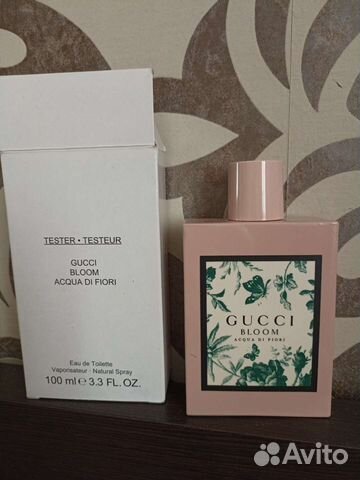 TESTER • TESTEUR
GUCCI
BLOOM
ACQUA DI FIORI
Eau de Toilette
Vaporisateur · Natural Spray
100 ml ℮ 3.3 FL.OZ.
GUCCI
BLOOM
ACQUA DI FIORI
Avito